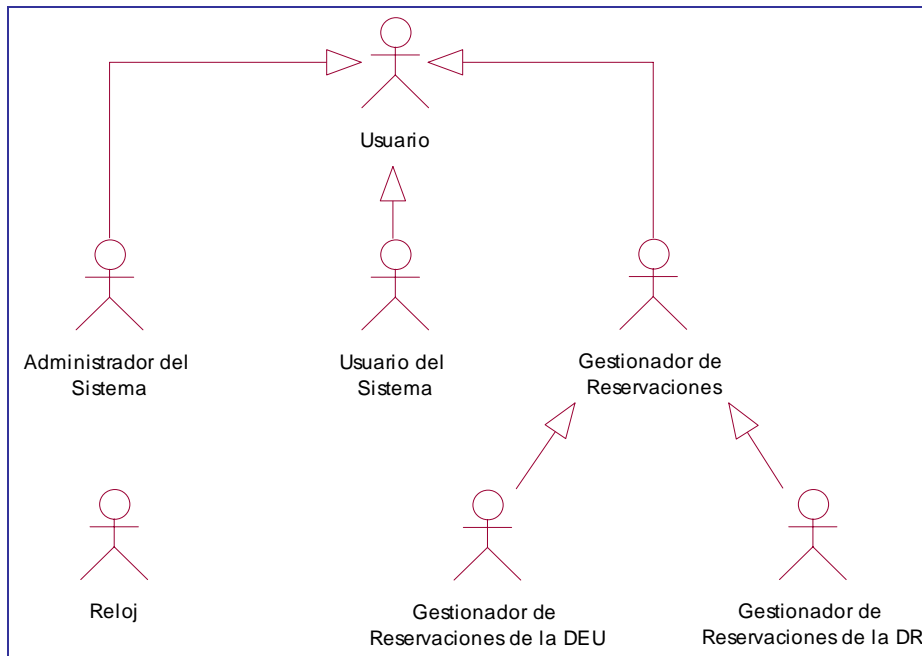 Usuario
Administrador del
Sistema
Usuario del
Sistema
Gestionador de
Reservaciones
Reloj
Gestionador de
Reservaciones de la DEU
Gestionador de
Reservaciones de la DR